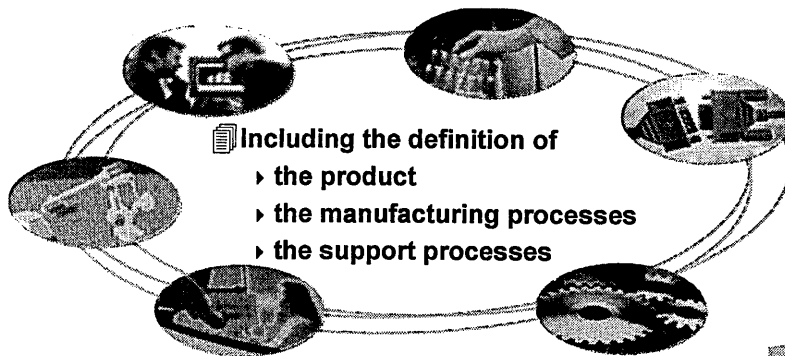 Including the definition of
the product
the manufacturing processes
the support processes